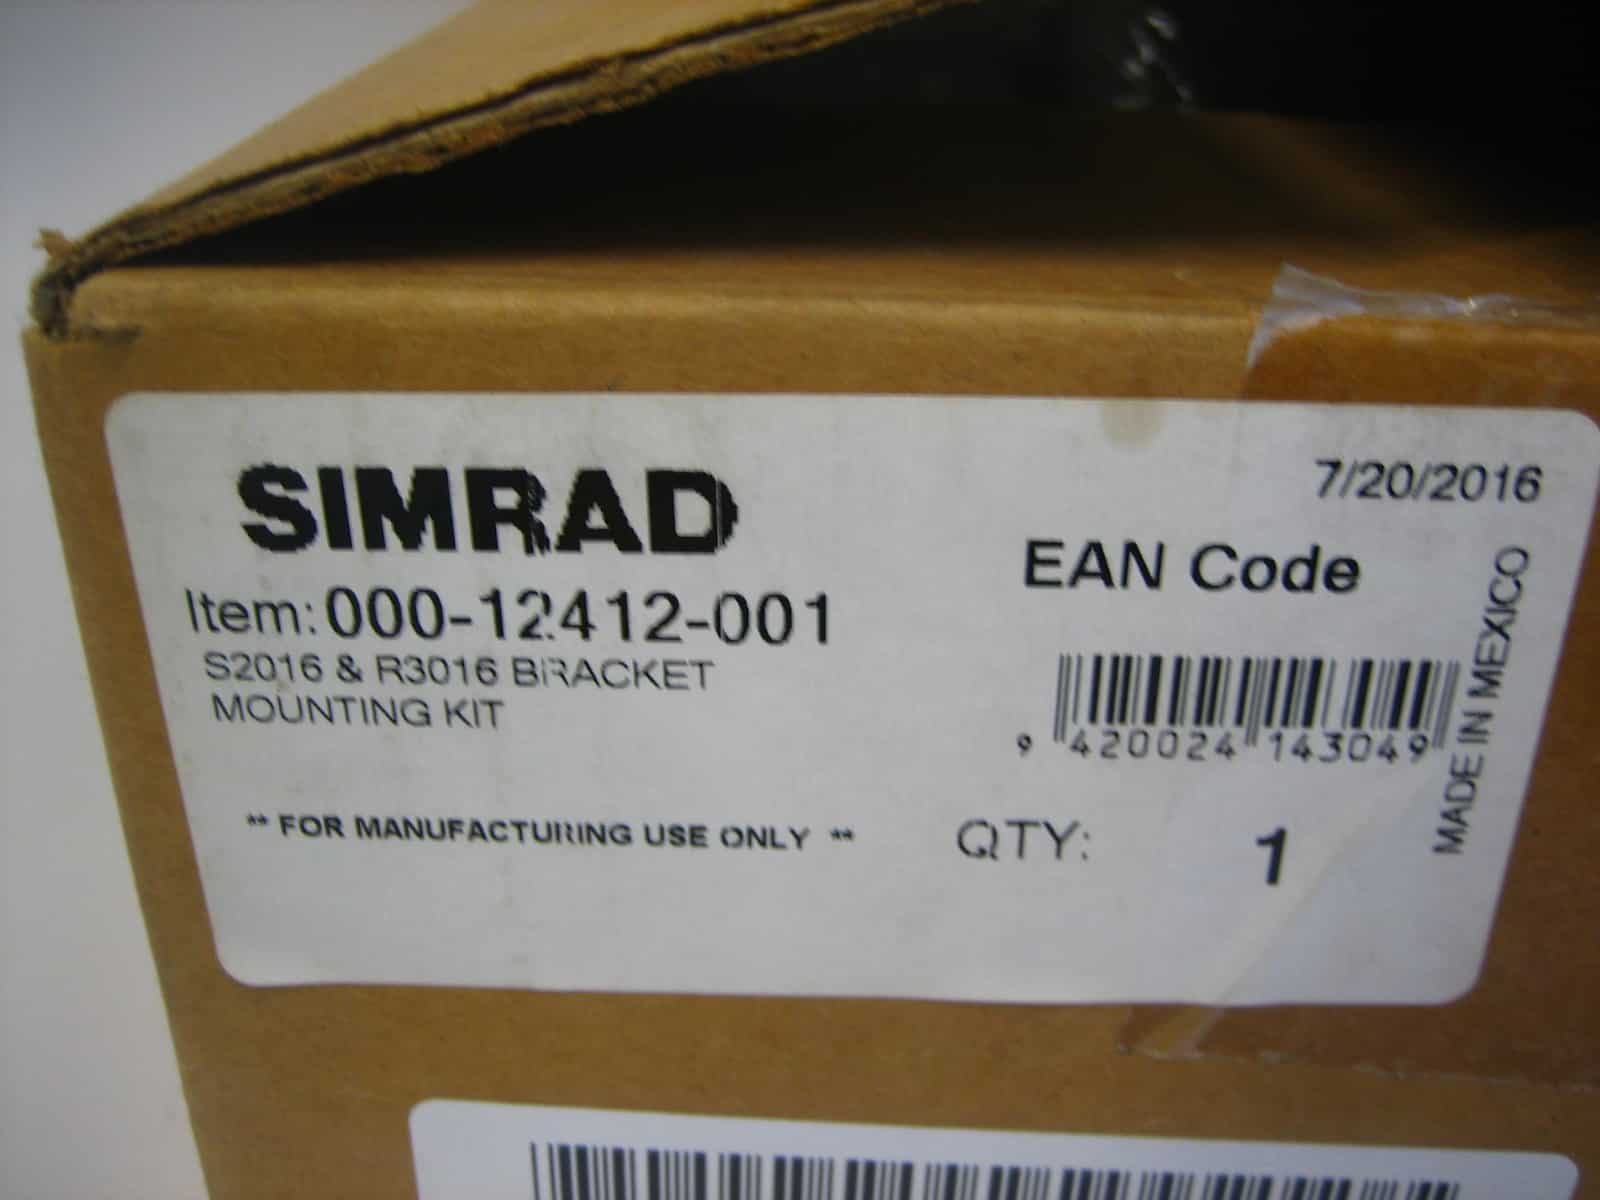 SIMRAD
7/20/2016
Item: 000-12412-001
EAN Code
S2016 & R3016 BRACKET
MOUNTING KIT
9 420024 143049
MADE IN MEXICO
** FOR MANUFACTURING USE ONLY **
QTY: 1